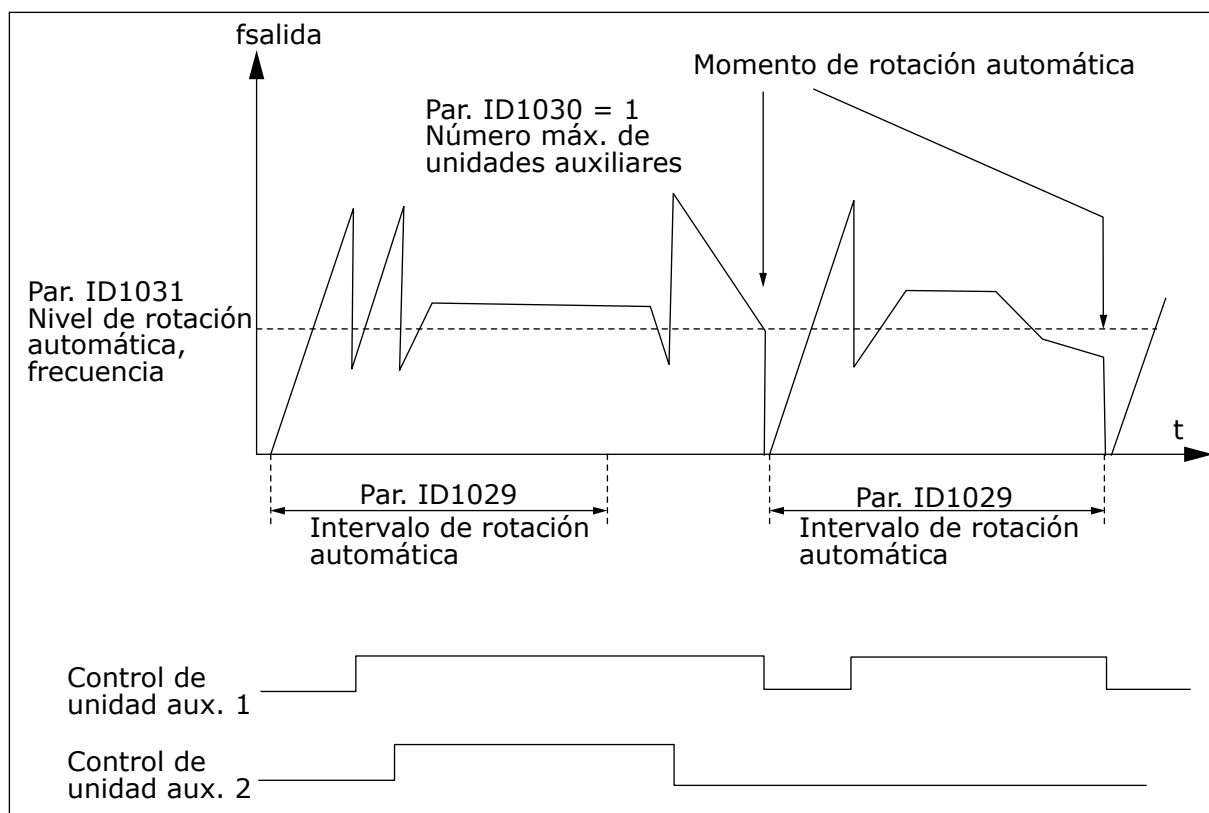 fsalida
Momento de rotación automática
Par. ID1030 = 1
Número máx. de
unidades auxiliares
Par. ID1031
Nivel de rotación
automática,
frecuencia
t
Par. ID1029
Intervalo de rotación
automática
Par. ID1029
Intervalo de rotación
automática
Control de
unidad aux. 1
Control de
unidad aux. 2